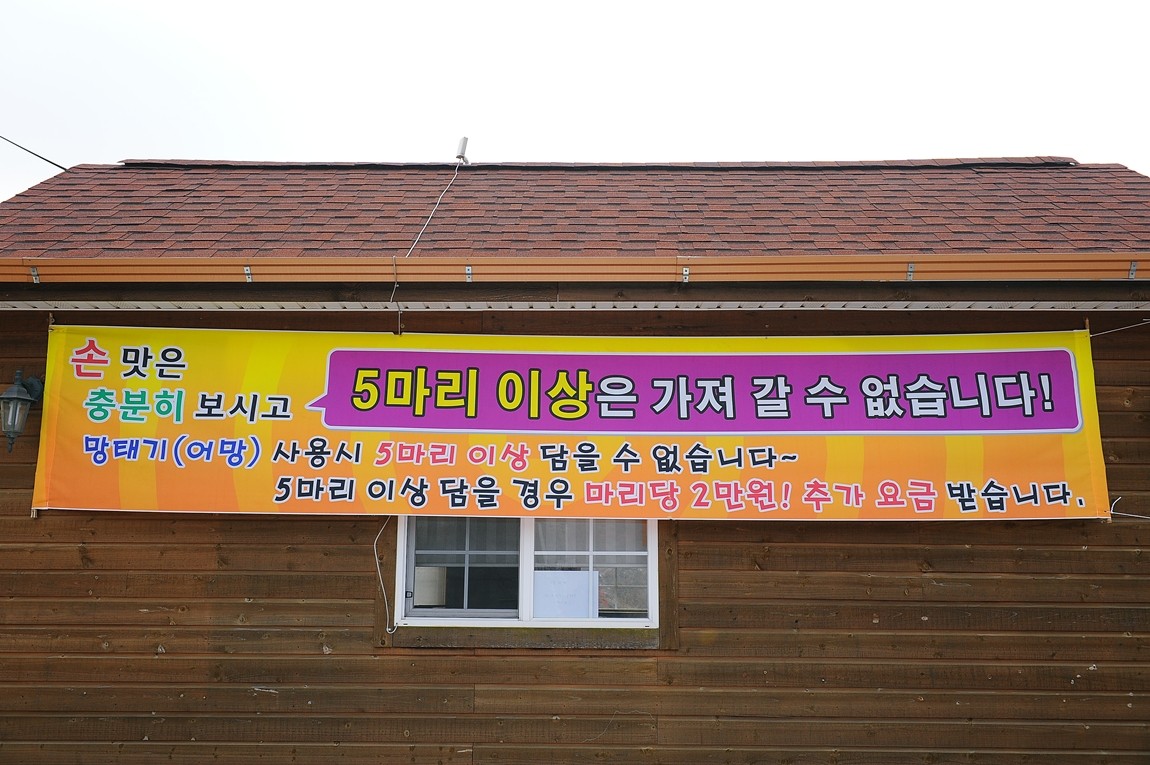 손 맛은
충분히 보시고
5마리 이상은 가져 갈 수 없습니다!
망태기(어망) 사용시 5마리 이상 담을 수 없습니다~
5마리 이상 담을 경우 마리당 2만원! 추가 요금 받습니다.